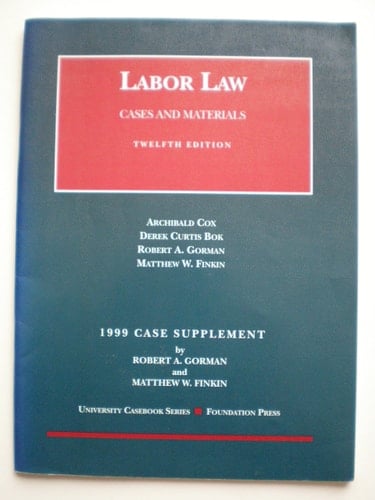 LABOR LAW
CASES AND MATERIALS
TWELFTH EDITION
ARCHIBALD COX
DEREK CURTIS BOK
ROBERT A. GORMAN
MATTHEW W. FINKIN
1999 CASE SUPPLEMENT
by
ROBERT A. GORMAN
and
MATTHEW W. FINKIN
UNIVERSITY CASEBOOK SERIES ■ FOUNDATION PRESS